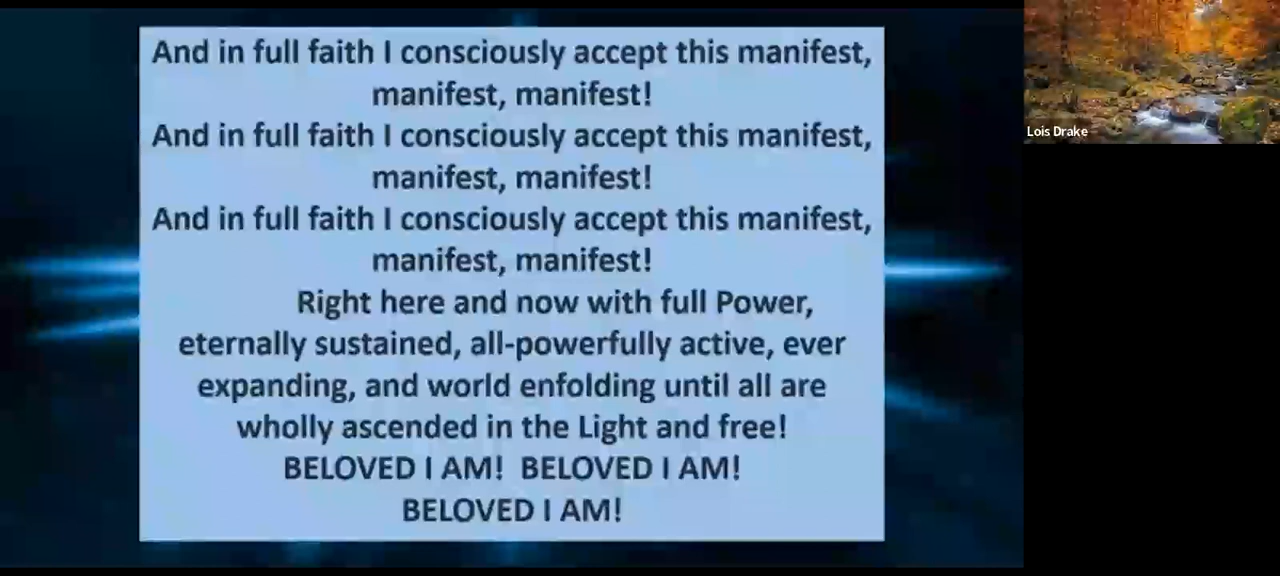 And in full faith I consciously accept this manifest,
manifest, manifest!
And in full faith I consciously accept this manifest,
manifest, manifest!
And in full faith I consciously accept this manifest,
manifest, manifest!
Right here and now with full Power,
eternally sustained, all-powerfully active, ever
expanding, and world enfolding until all are
wholly ascended in the Light and free!
BELOVED I AM! BELOVED I AM!
BELOVED I AM!
Lois Drake